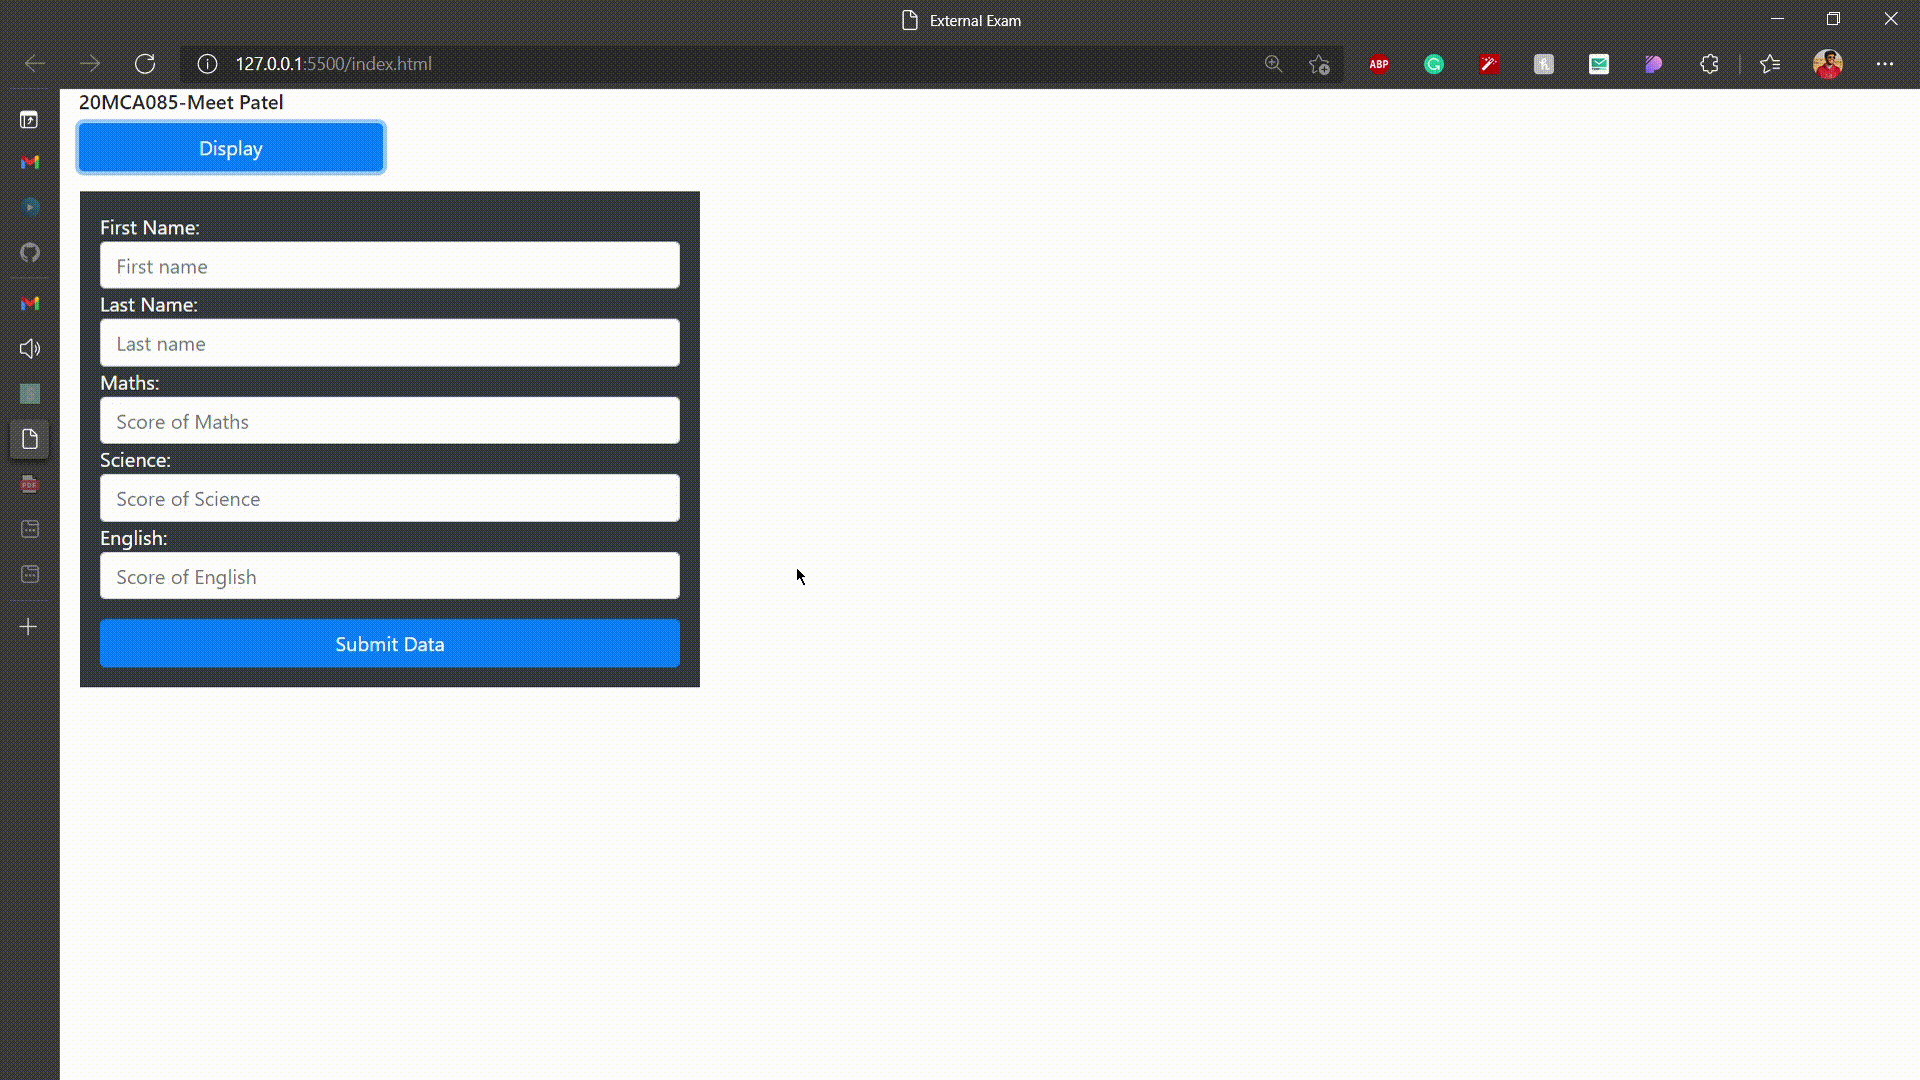 External Exam
127.0.0.1:5500/index.html
ABP
20MCA085-Meet Patel
Display
First Name:
First name
Last Name:
Last name
Maths:
Score of Maths
Science:
Score of Science
PDF
English:
Score of English
Submit Data